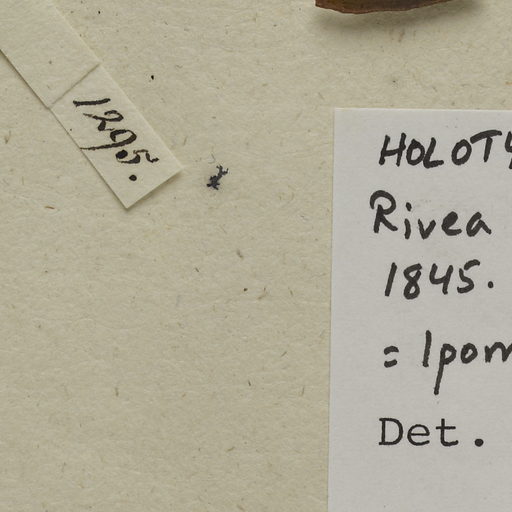 1295.
HOLOTY
Rivea
1845.
= Ipom
Det.